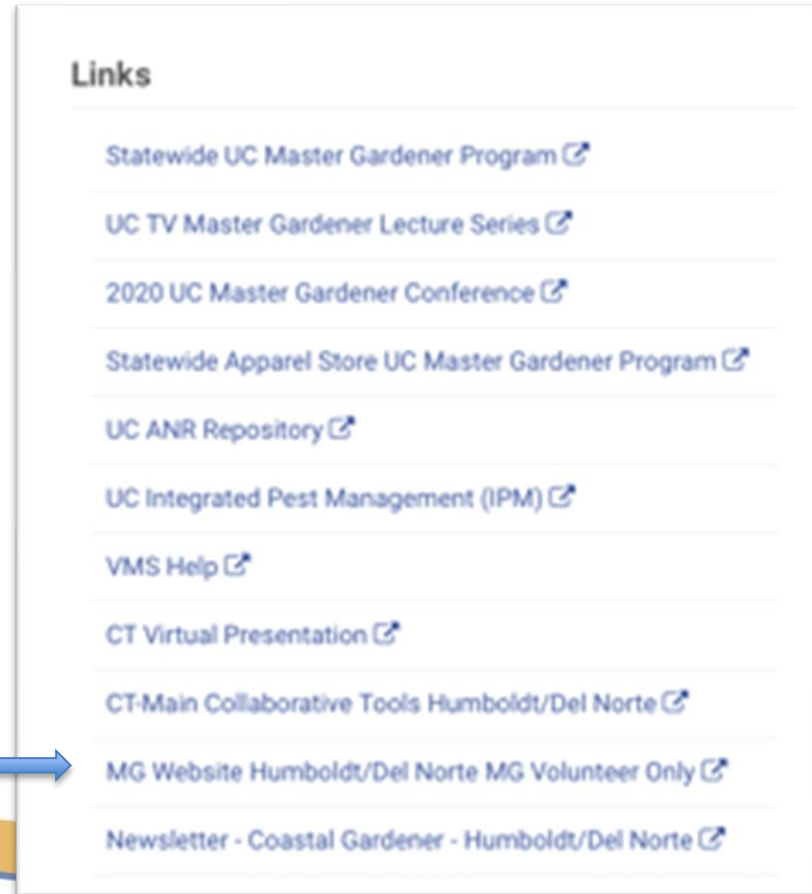 Links
Statewide UC Master Gardener Program
UC TV Master Gardener Lecture Series
2020 UC Master Gardener Conference
Statewide Apparel Store UC Master Gardener Program
UC ANR Repository
UC Integrated Pest Management (IPM)
VMS Help
CT Virtual Presentation
CT-Main Collaborative Tools Humboldt/Del Norte
MG Website Humboldt/Del Norte MG Volunteer Only
Newsletter - Coastal Gardener - Humboldt/Del Norte